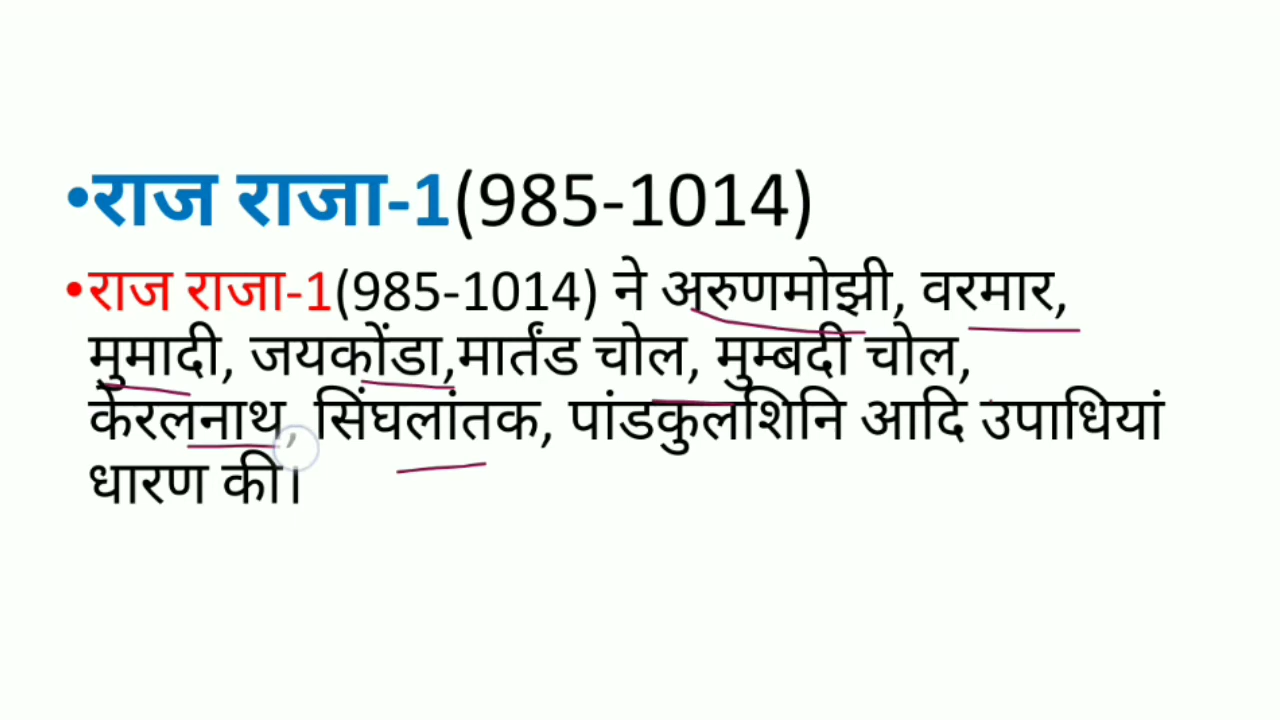 •राज राजा-1(985-1014)
•राज राजा-1(985-1014) ने अरुणमोझी, वरमार,
मुमादी, जयकोंडा,मार्तंड चोल, मुम्बदी चोल,
केरलनाथ, सिंघलांतक, पांडकुलशिनि आदि उपाधियां
धारण की।